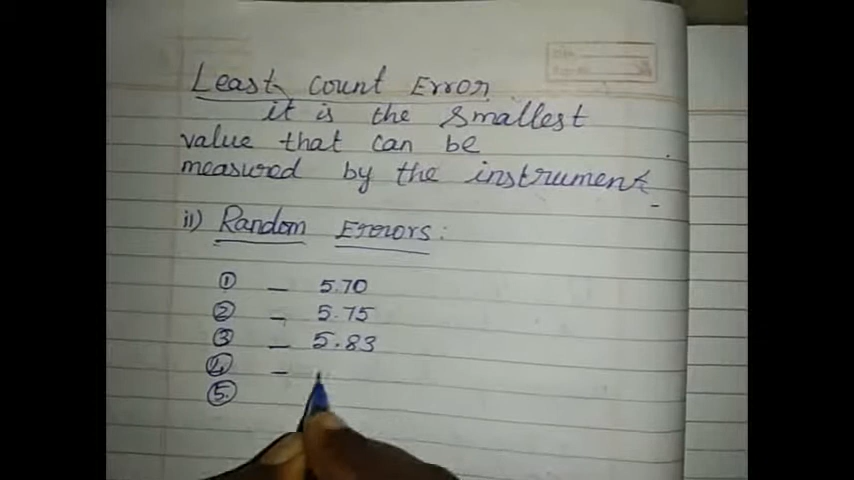 Least Count Error
it is the smallest
value that can be
measured by the instrument.
ii) Random Errors:
① - 5.70
② - 5.75
③ - 5.83
④ -
⑤.